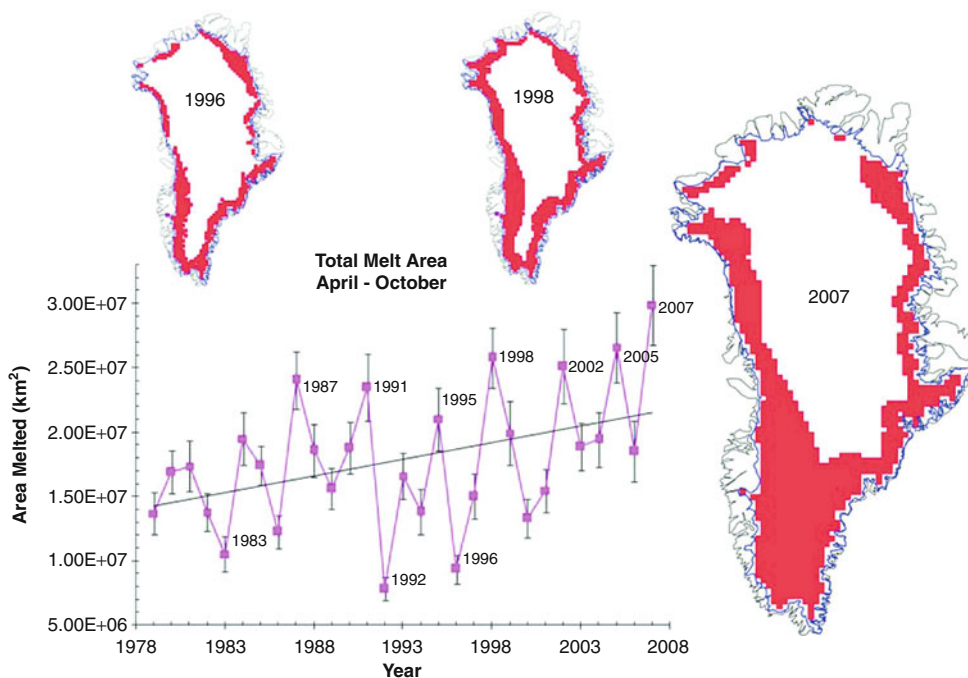 1996
1998
2007
Total Melt Area
April - October
Area Melted (km²)
3.00E+07
2.50E+07
2.00E+07
1.50E+07
1.00E+07
5.00E+06
1983
1987
1991
1992
1995
1996
1998
2002
2005
2007
1978 1983 1988 1993 1998 2003 2008
Year